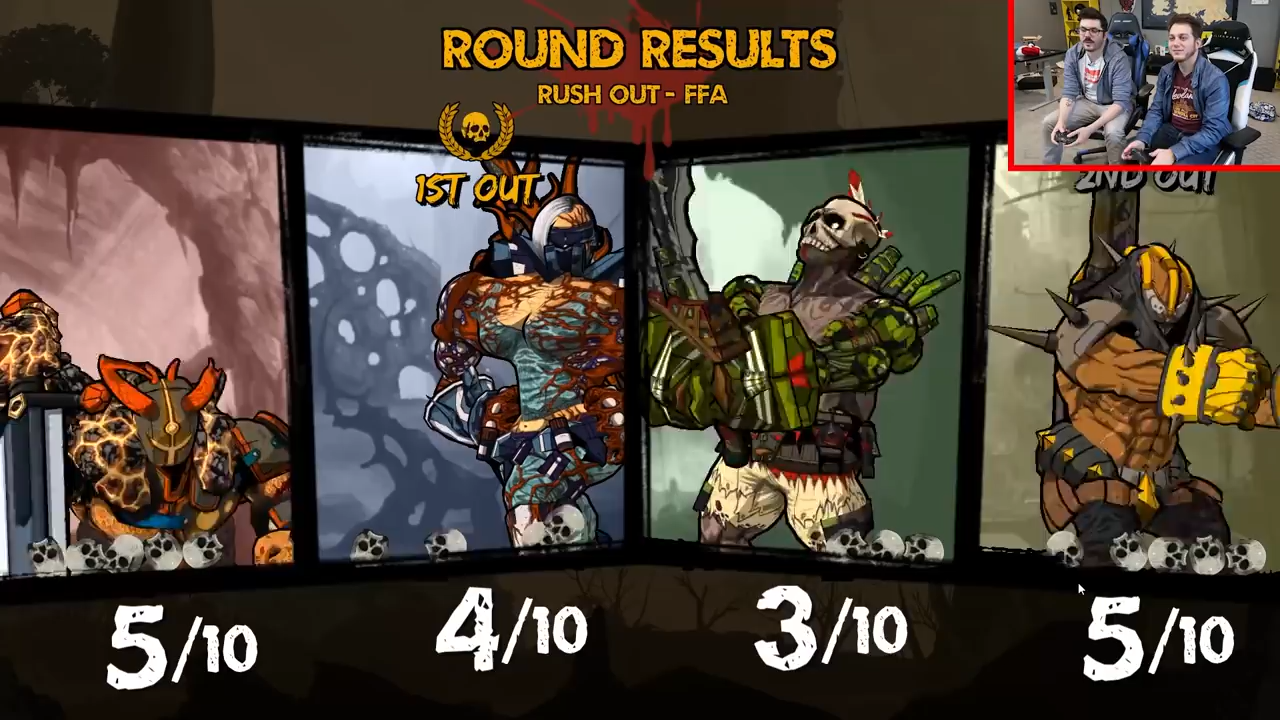 ROUND RESULTS
RUSH OUT - FFA
1ST OUT
2ND OUT
5/10
4/10
3/10
5/10